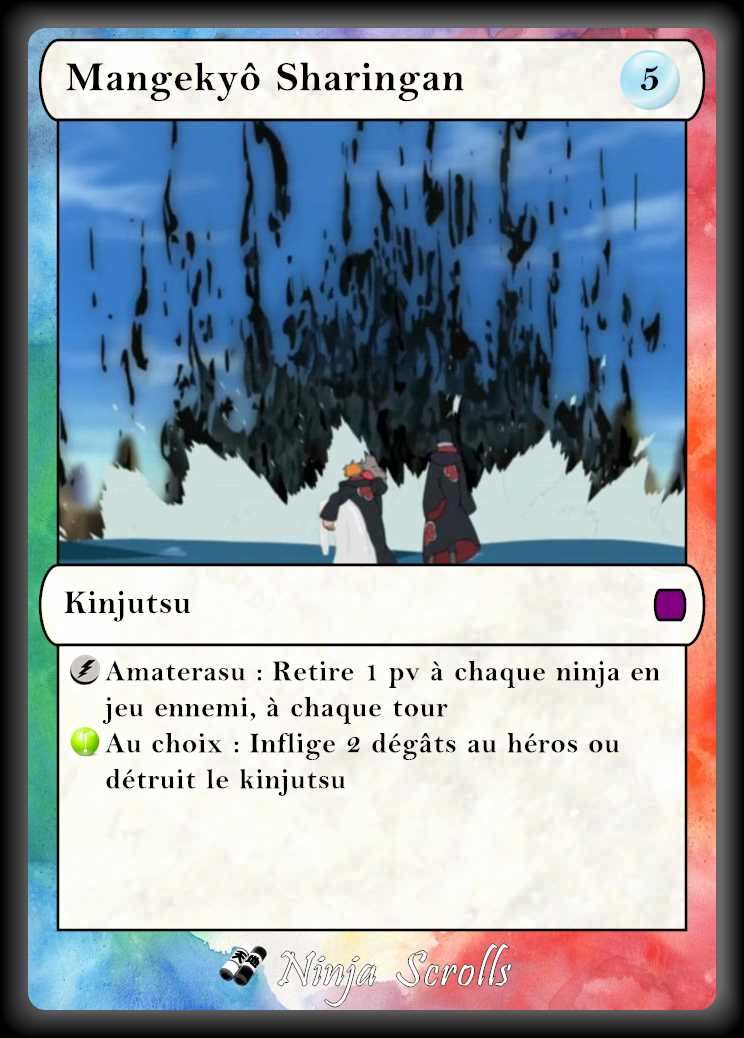 Mangekyô Sharingan
5
Kinjutsu
Amaterasu : Retire 1 pv à chaque ninja en
jeu ennemi, à chaque tour
Au choix : Inflige 2 dégâts au héros ou
détruit le kinjutsu
Ninja Scrolls